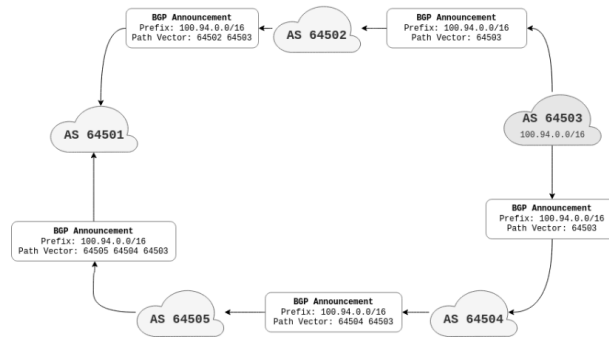 BGP Announcement
Prefix: 100.94.0.0/16
Path Vector: 64502 64503
AS 64502
BGP Announcement
Prefix: 100.94.0.0/16
Path Vector: 64503
AS 64501
AS 64503
100.94.0.0/16
BGP Announcement
Prefix: 100.94.0.0/16
Path Vector: 64505 64504 64503
BGP Announcement
Prefix: 100.94.0.0/16
Path Vector: 64503
AS 64505
BGP Announcement
Prefix: 100.94.0.0/16
Path Vector: 64504 64503
AS 64504